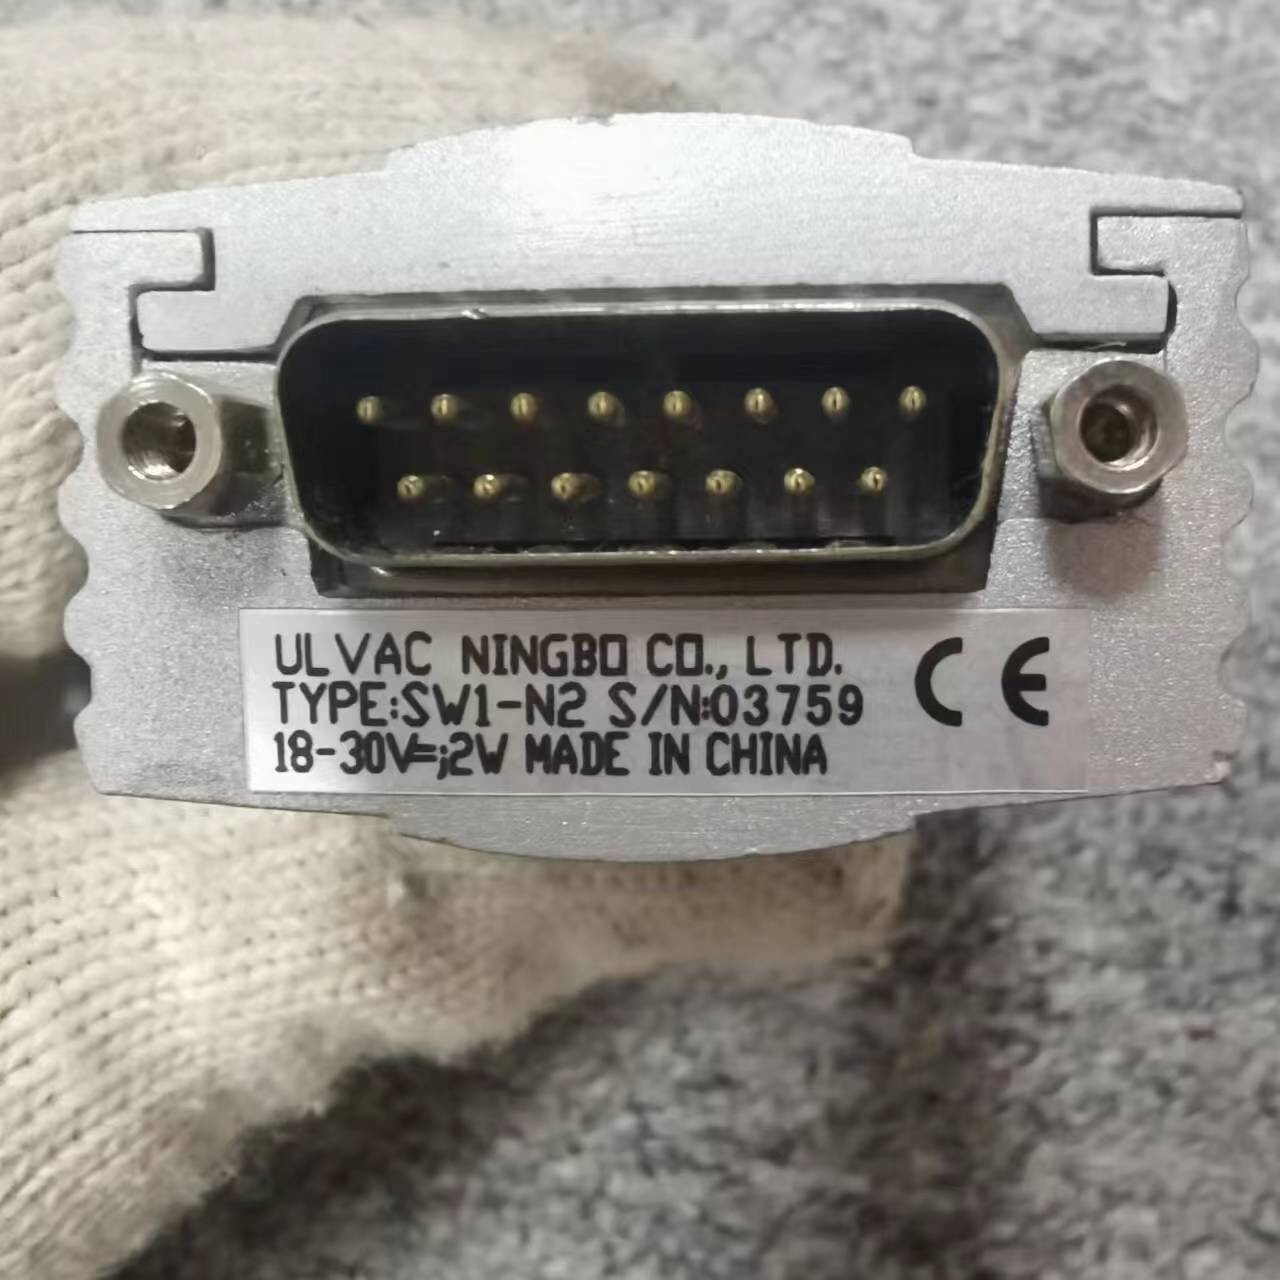 ULVAC NINGBO CO., LTD. CE
TYPE:SW1-N2 S/N:03759
18-30V=;2W MADE IN CHINA